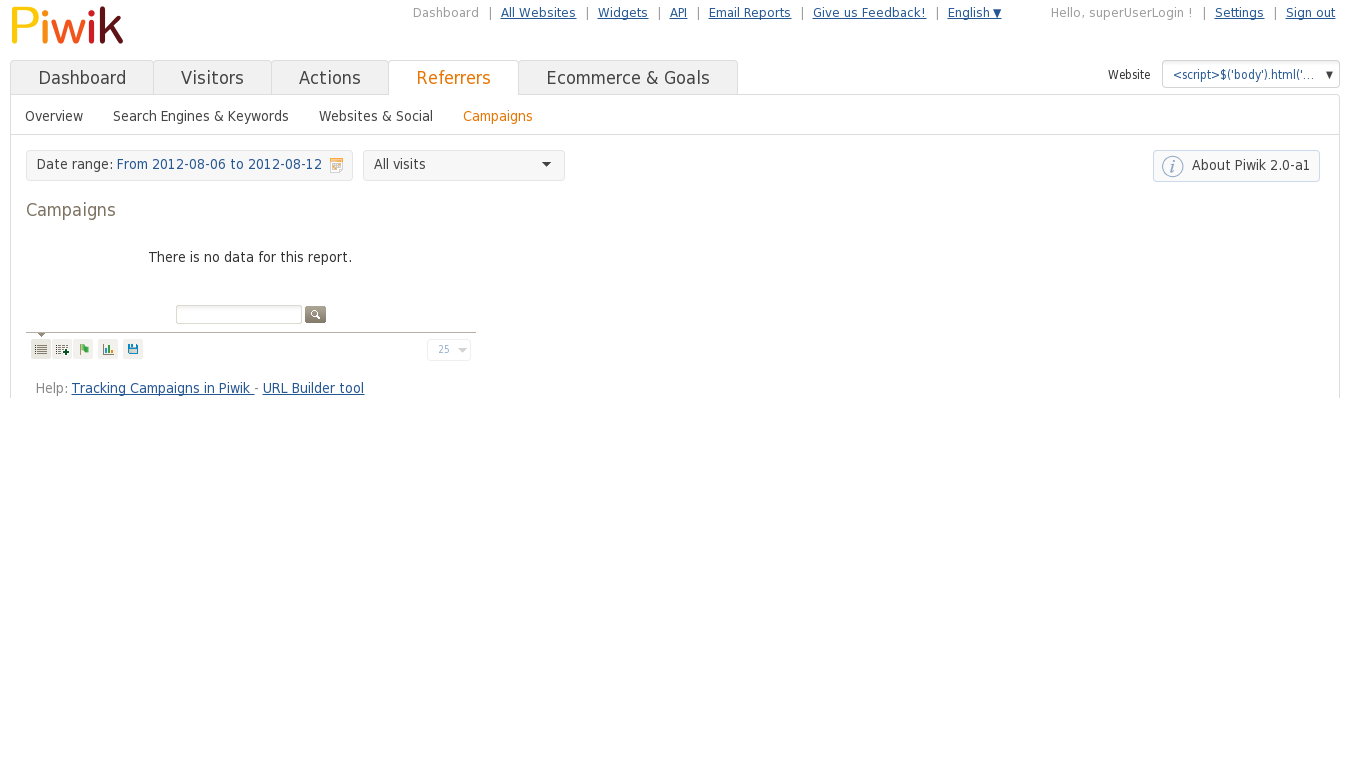 Piwik
Dashboard | All Websites | Widgets | API | Email Reports | Give us Feedback! | English ▼ Hello, superUserLogin ! | Settings | Sign out
Dashboard Visitors Actions Referrers Ecommerce & Goals Website <script>$('body').html('... ▼
Overview Search Engines & Keywords Websites & Social Campaigns
Date range: From 2012-08-06 to 2012-08-12 All visits About Piwik 2.0-a1
Campaigns
There is no data for this report.
25
Help: Tracking Campaigns in Piwik - URL Builder tool